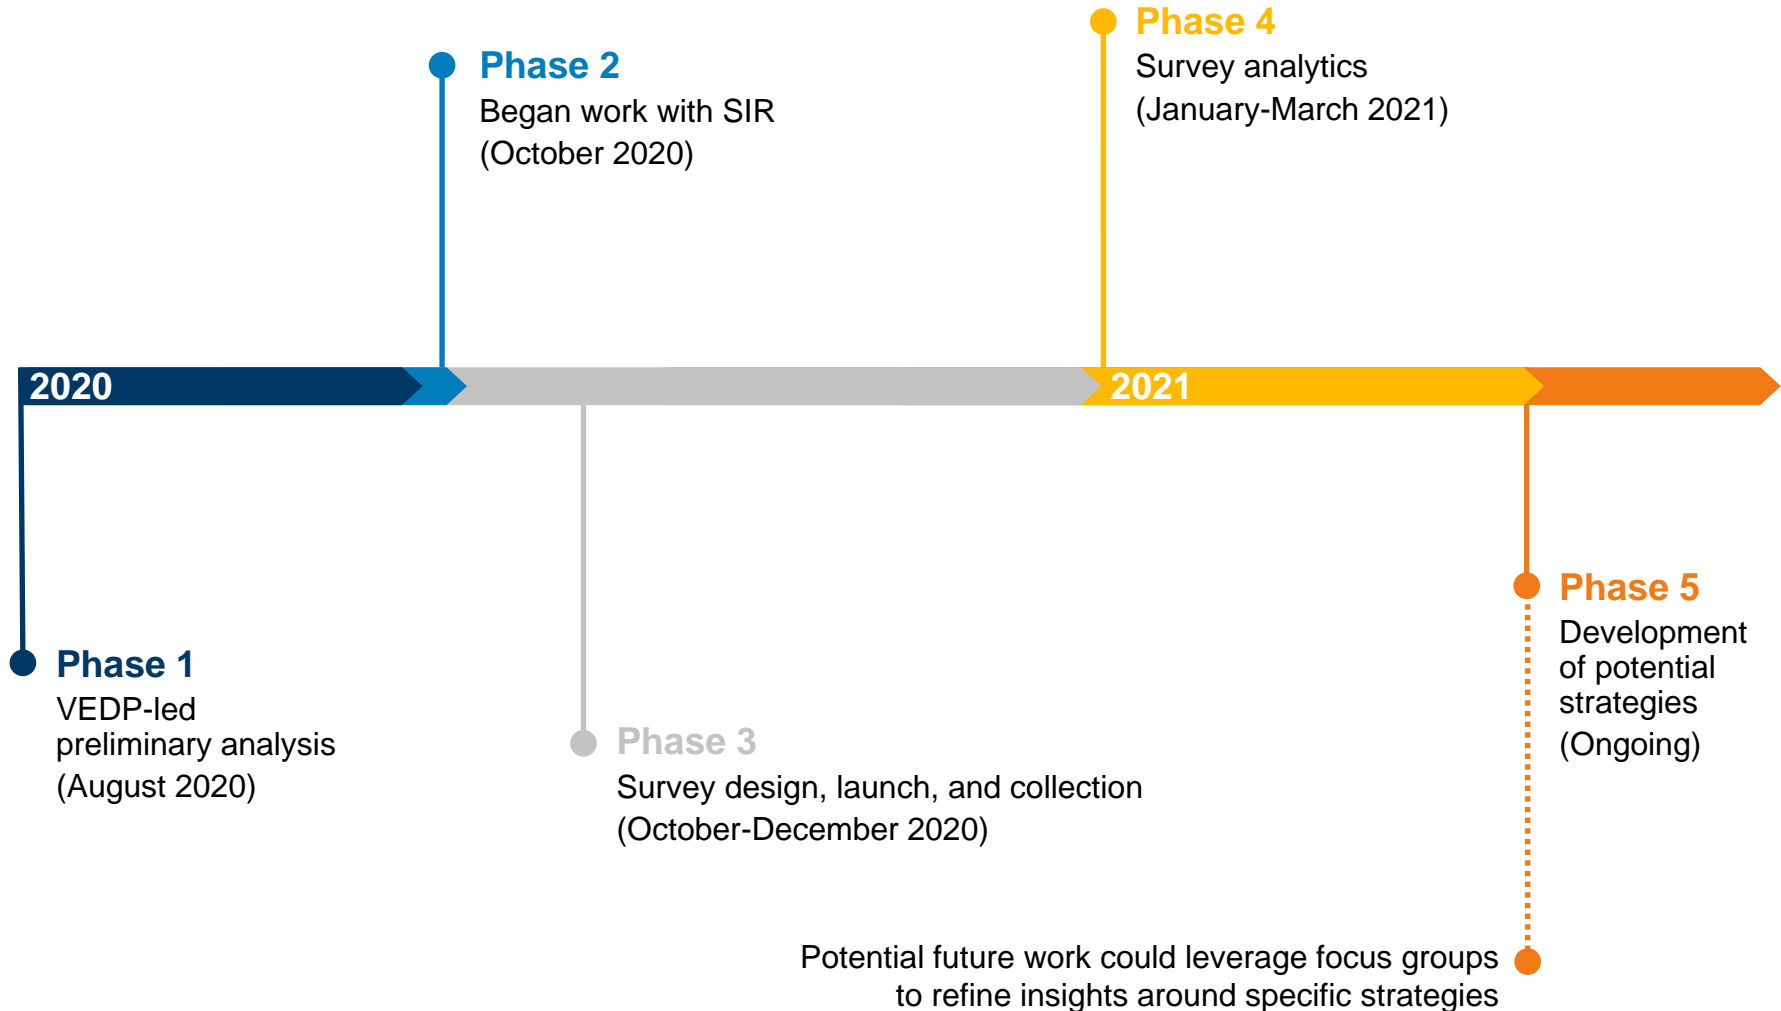 Phase 4
Survey analytics
(January-March 2021)
Phase 2
Began work with SIR
(October 2020)
2020
2021
Phase 5
Development
of potential
strategies
(Ongoing)
Phase 1
VEDP-led
preliminary analysis
(August 2020)
Phase 3
Survey design, launch, and collection
(October-December 2020)
Potential future work could leverage focus groups
to refine insights around specific strategies